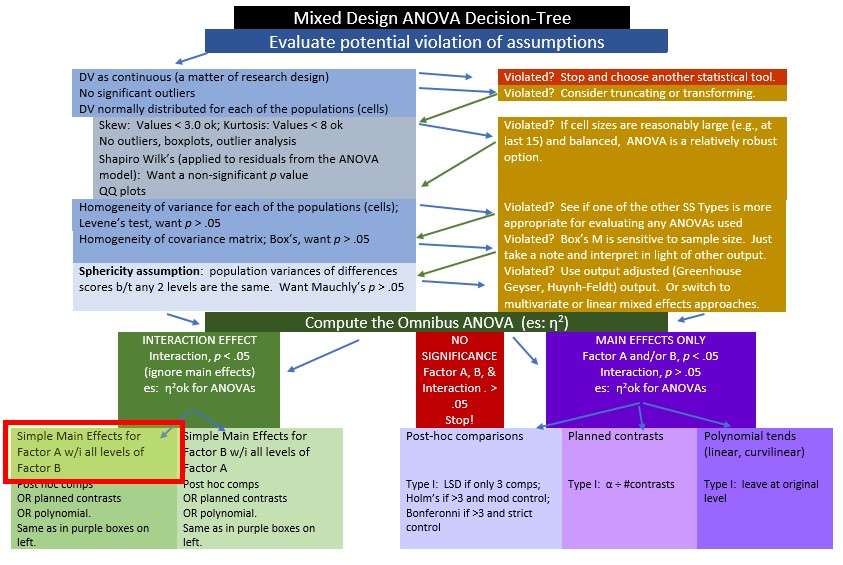 Mixed Design ANOVA Decision-Tree
Evaluate potential violation of assumptions
DV as continuous (a matter of research design)
No significant outliers
DV normally distributed for each of the populations (cells)
Skew: Values < 3.0 ok; Kurtosis: Values < 8 ok
No outliers, boxplots, outlier analysis
Shapiro Wilk's (applied to residuals from the ANOVA
model): Want a non-significant p value
QQ plots
Homogeneity of variance for each of the populations (cells);
Levene's test, want p > .05
Homogeneity of covariance matrix; Box's, want p > .05
Sphericity assumption: population variances of differences
scores b/t any 2 levels are the same. Want Mauchly's p > .05
Violated? Stop and choose another statistical tool.
Violated? Consider truncating or transforming.
Violated? If cell sizes are reasonably large (e.g., at
last 15) and balanced, ANOVA is a relatively robust
option.
Violated? See if one of the other SS Types is more
appropriate for evaluating any ANOVAs used
Violated? Box's M is sensitive to sample size. Just
take a note and interpret in light of other output.
Violated? Use output adjusted (Greenhouse
Geyser, Huynh-Feldt) output. Or switch to
multivariate or linear mixed effects approaches.
Compute the Omnibus ANOVA (es: η²)
INTERACTION EFFECT
Interaction, p < .05
(ignore main effects)
es: η²ok for ANOVAs
NO
SIGNIFICANCE
Factor A, B, &
Interaction . >
.05
Stop!
MAIN EFFECTS ONLY
Factor A and/or B, p < .05
Interaction, p > .05
es: η²ok for ANOVAs
Simple Main Effects for
Factor A w/i all levels of
Factor B
Post hoc comps
OR planned contrasts
OR polynomial.
Same as in purple boxes on
left.
Simple Main Effects for
Factor B w/i all levels of
Factor A
Post hoc comps
OR planned contrasts
OR polynomial.
Same as in purple boxes on
left.
Post-hoc comparisons
Type I: LSD if only 3 comps;
Holm's if >3 and mod control;
Bonferonni if >3 and strict
control
Planned contrasts
Type I: α ÷ #contrasts
Polynomial tends
(linear, curvilinear)
Type I: leave at original
level